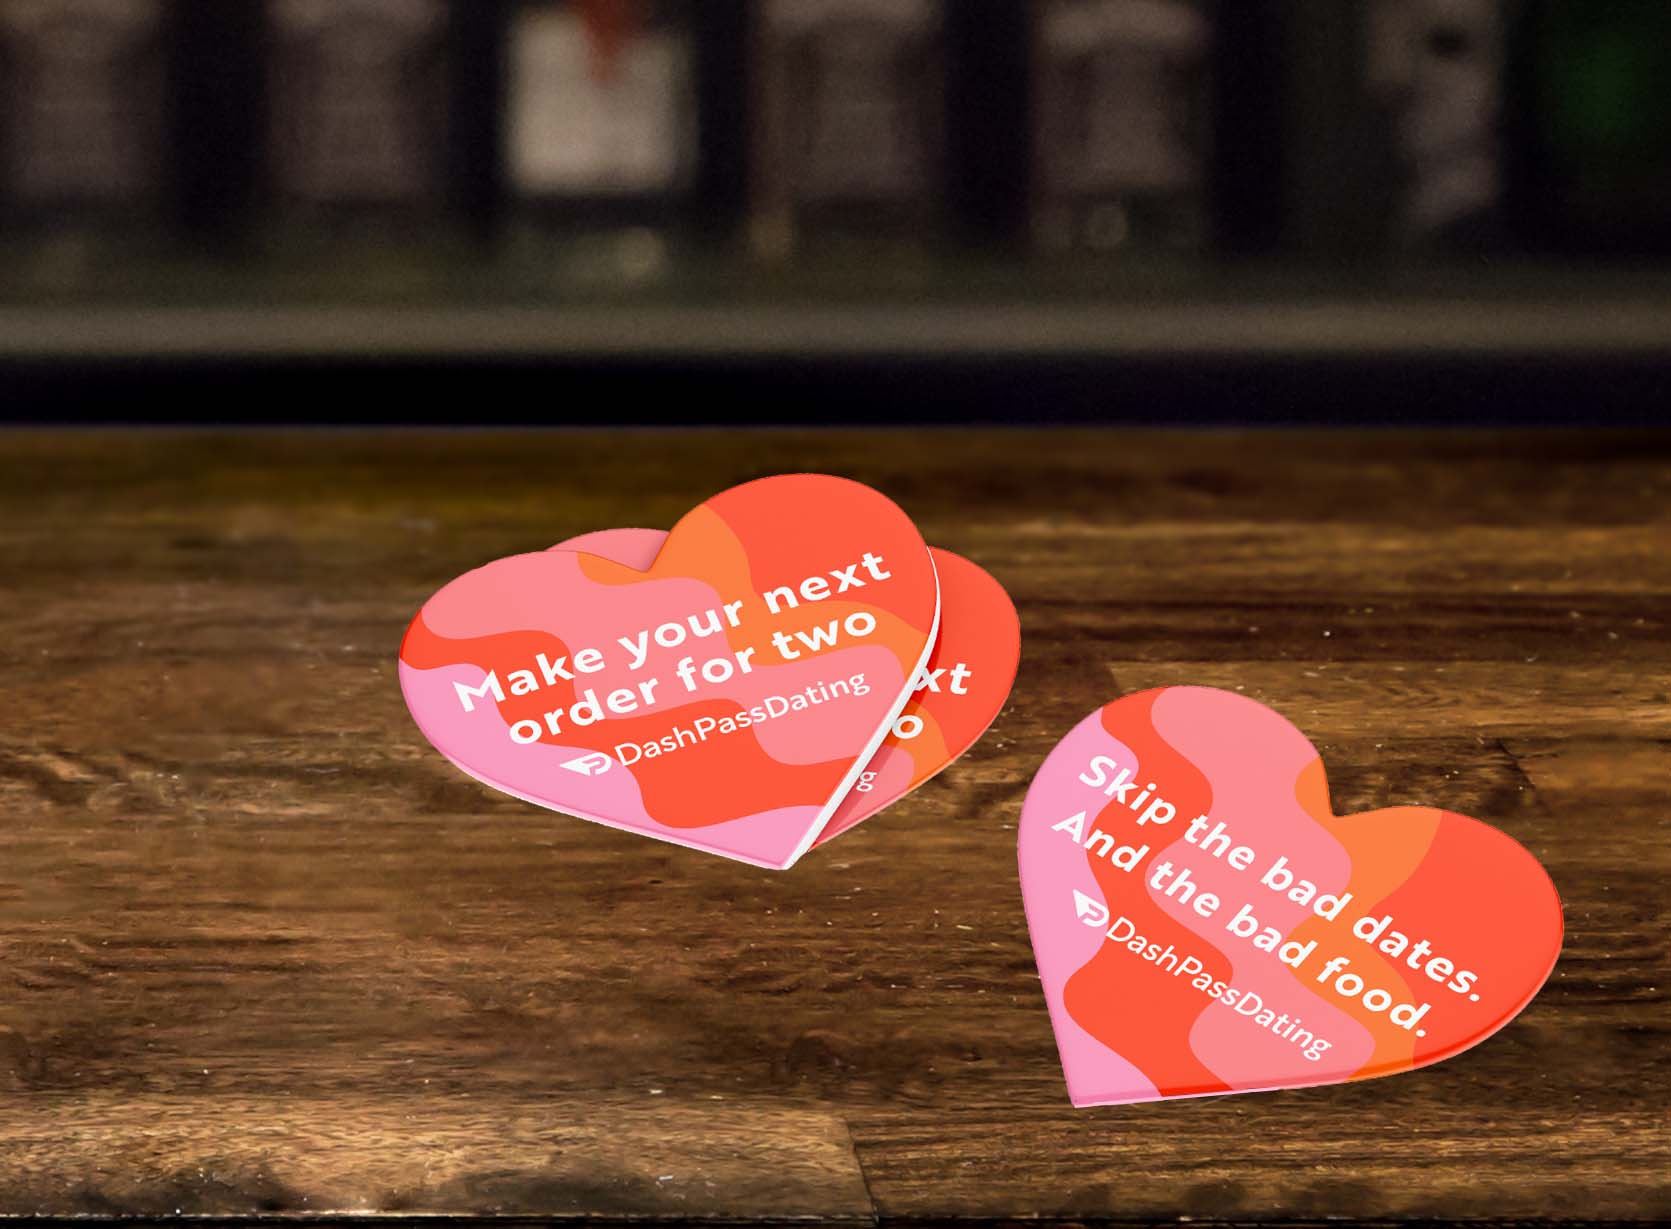 Make your next
order for two
DashPassDating
xt
o
g
Skip the bad dates.
And the bad food.
DashPassDating